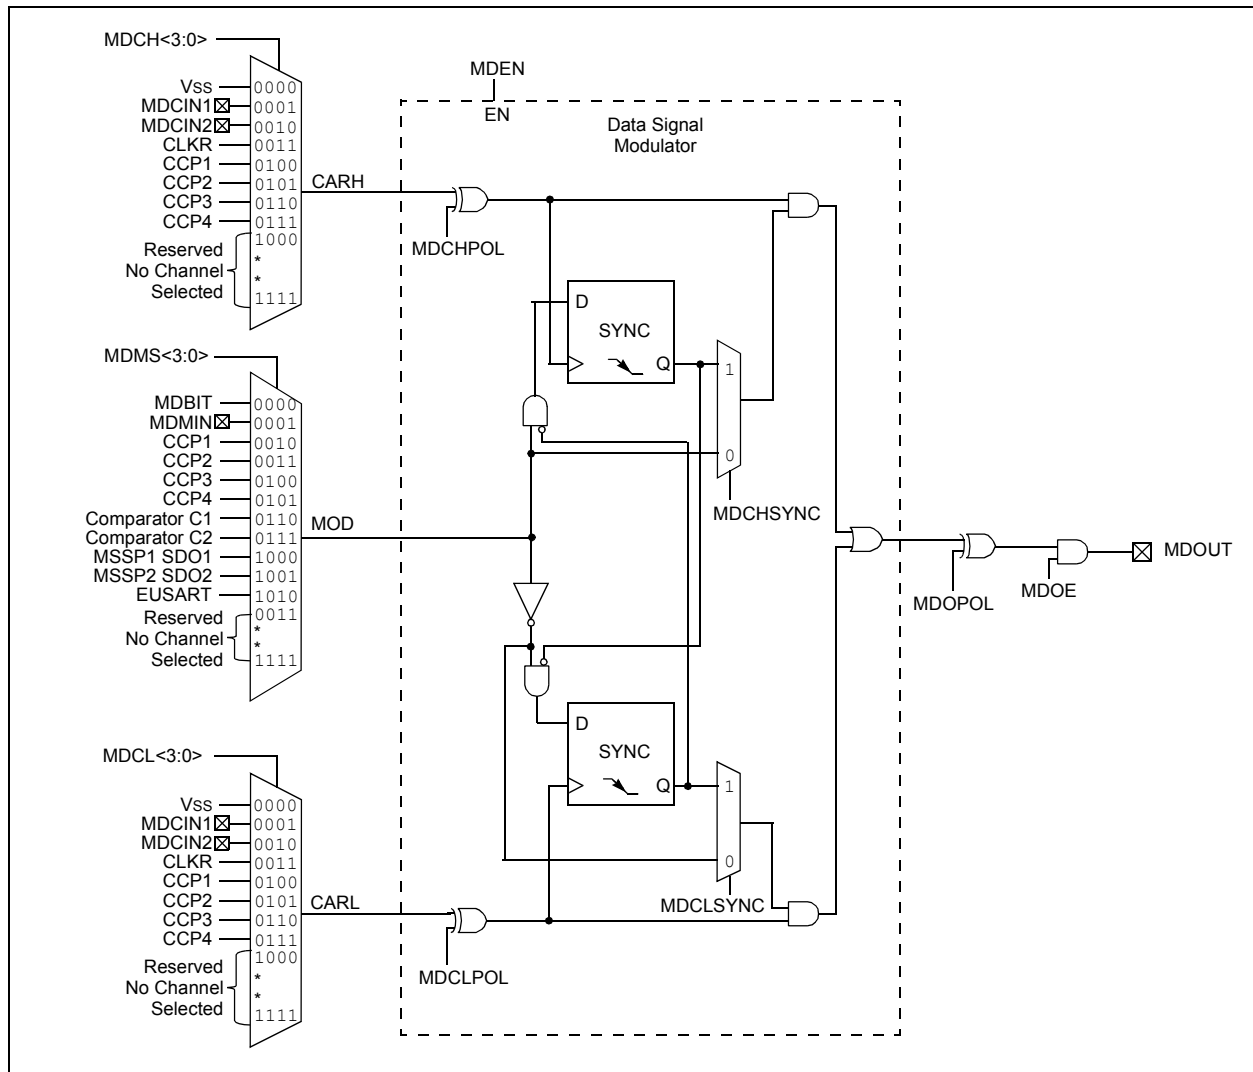 MDCH<3:0>
VSS 0000
MDCIN1 0001
MDCIN2 0010
CLKR 0011
CCP1 0100
CCP2 0101
CCP3 0110
CCP4 0111
1000
Reserved
No Channel
Selected
*
*
1111
CARH
MDMS<3:0>
MDBIT 0000
MDMIN 0001
CCP1 0010
CCP2 0011
CCP3 0100
CCP4 0101
Comparator C1 0110
Comparator C2 0111
MSSP1 SDO1 1000
MSSP2 SDO2 1001
EUSART 1010
0011
Reserved
No Channel
Selected
*
*
1111
MOD
MDCL<3:0>
VSS 0000
MDCIN1 0001
MDCIN2 0010
CLKR 0011
CCP1 0100
CCP2 0101
CCP3 0110
CCP4 0111
1000
Reserved
No Channel
Selected
*
*
1111
CARL
MDEN
EN
Data Signal
Modulator
MDCHPOL
D
SYNC
Q
1
0
MDCHSYNC
D
SYNC
Q
1
0
MDCLSYNC
MDCLPOL
MDOPOL
MDOE
MDOUT